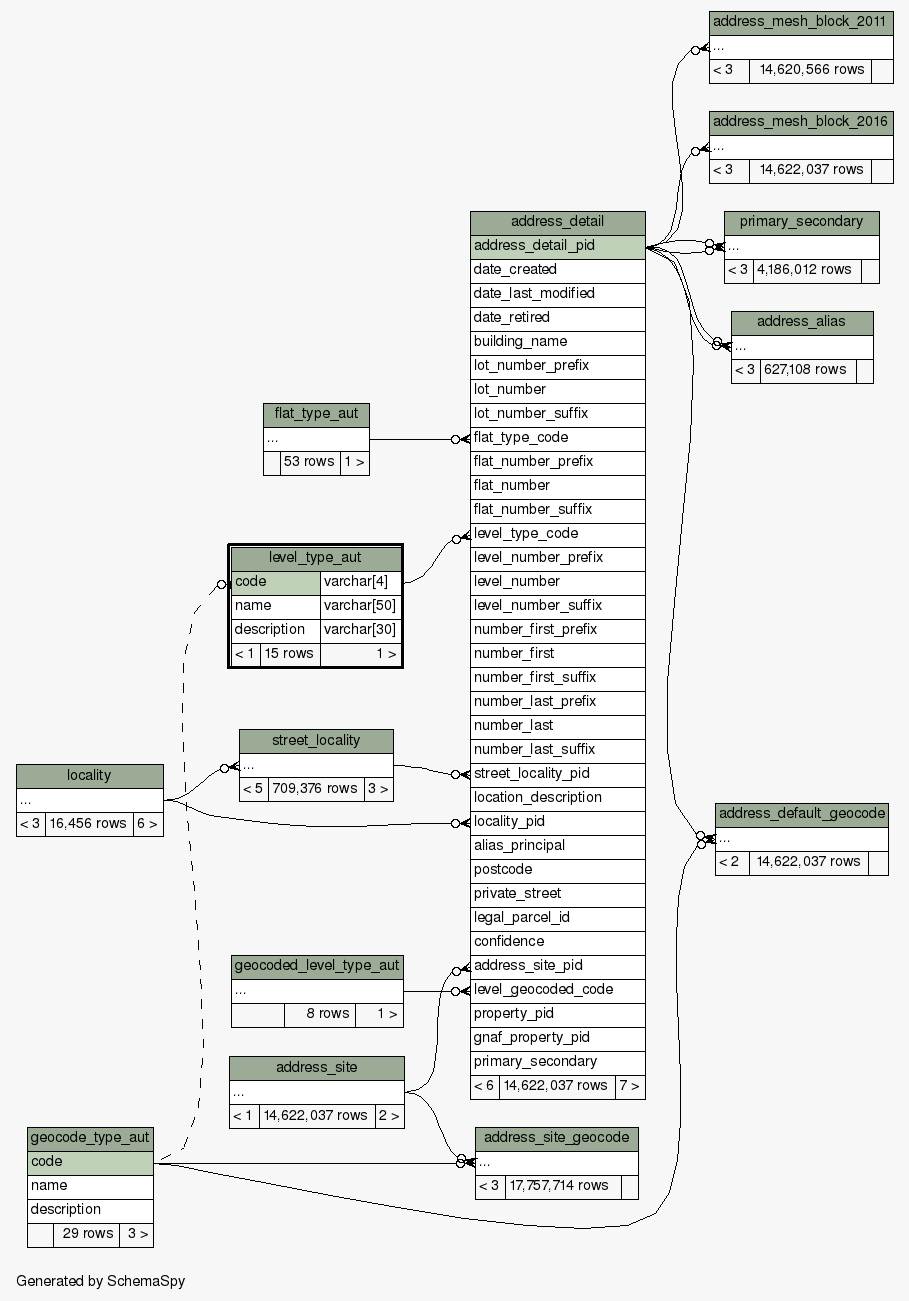 address_mesh_block_2011
...
< 3 14,620,566 rows
address_mesh_block_2016
...
< 3 14,622,037 rows
primary_secondary
...
< 3 4,186,012 rows
address_alias
...
< 3 627,108 rows
address_detail
address_detail_pid
date_created
date_last_modified
date_retired
building_name
lot_number_prefix
lot_number
lot_number_suffix
flat_type_code
flat_number_prefix
flat_number
flat_number_suffix
level_type_code
level_number_prefix
level_number
level_number_suffix
number_first_prefix
number_first
number_first_suffix
number_last_prefix
number_last
number_last_suffix
street_locality_pid
location_description
locality_pid
alias_principal
postcode
private_street
legal_parcel_id
confidence
address_site_pid
level_geocoded_code
property_pid
gnaf_property_pid
primary_secondary
< 6 14,622,037 rows 7 >
flat_type_aut
...
53 rows 1 >
level_type_aut
code varchar[4]
name varchar[50]
description varchar[30]
< 1 15 rows 1 >
street_locality
...
< 5 709,376 rows 3 >
locality
...
< 3 16,456 rows 6 >
address_default_geocode
...
< 2 14,622,037 rows
geocoded_level_type_aut
...
8 rows 1 >
address_site
...
< 1 14,622,037 rows 2 >
address_site_geocode
...
< 3 17,757,714 rows
geocode_type_aut
code
name
description
29 rows 3 >
Generated by SchemaSpy